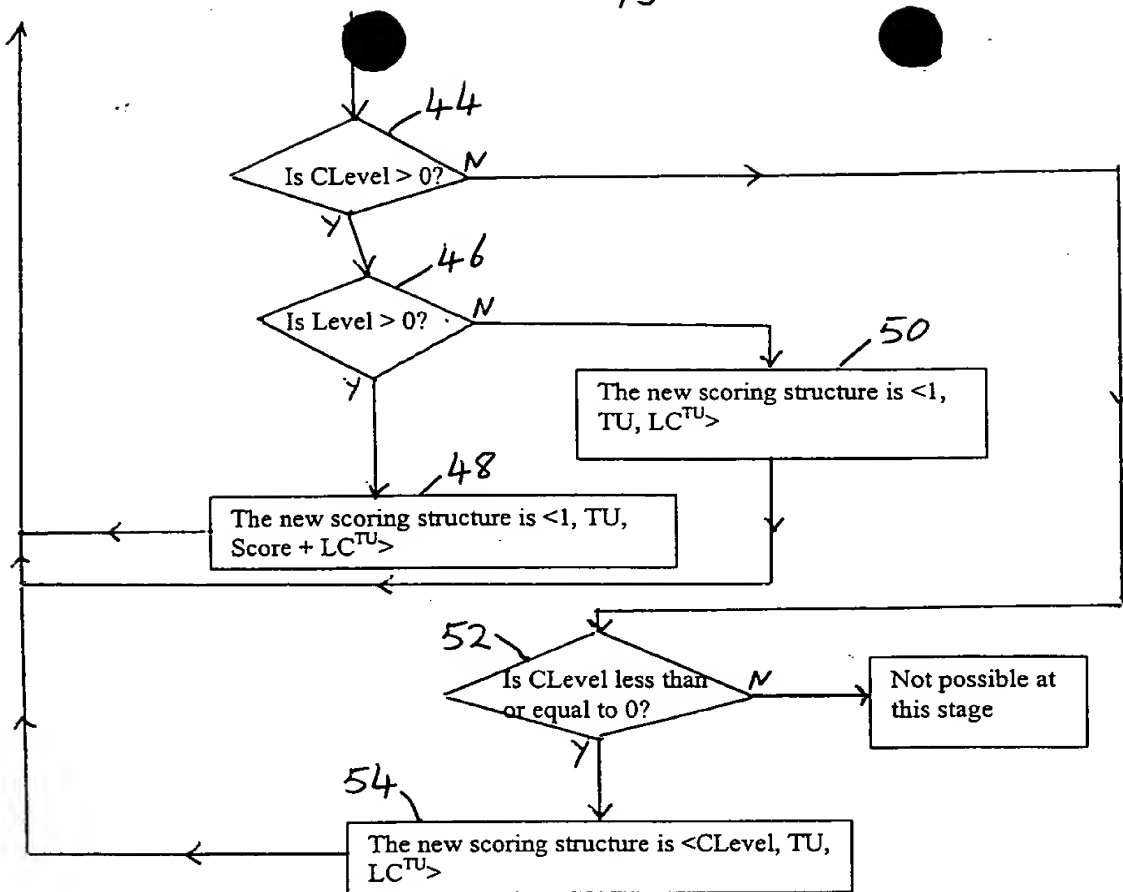 44
Is CLevel > 0?
N
Y
46
Is Level > 0?
N
Y
50
The new scoring structure is <1,
TU, LC^TU>
48
The new scoring structure is <1, TU,
Score + LC^TU>
52
Is CLevel less than
or equal to 0?
N
Y
Not possible at
this stage
54
The new scoring structure is <CLevel, TU,
LC^TU>